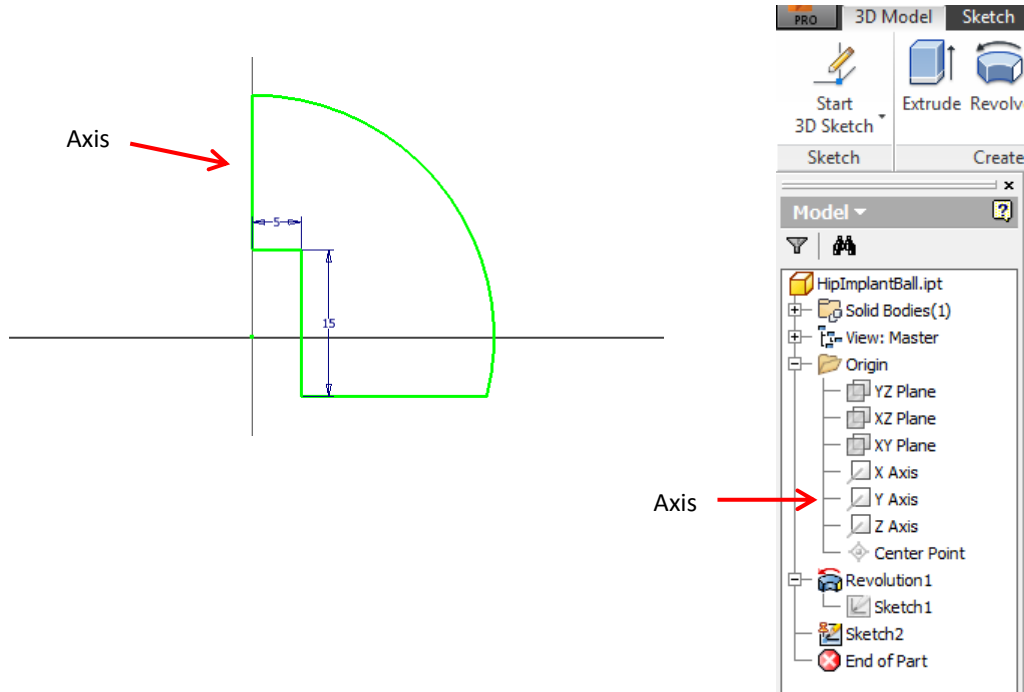 PRO 3D Model Sketch
Start
3D Sketch
Extrude Revolv
Sketch Create
Axis
5
15
Model
?
HipImplantBall.ipt
Solid Bodies(1)
View: Master
Origin
YZ Plane
XZ Plane
XY Plane
X Axis
Axis
Y Axis
Z Axis
Center Point
Revolution1
Sketch1
Sketch2
End of Part